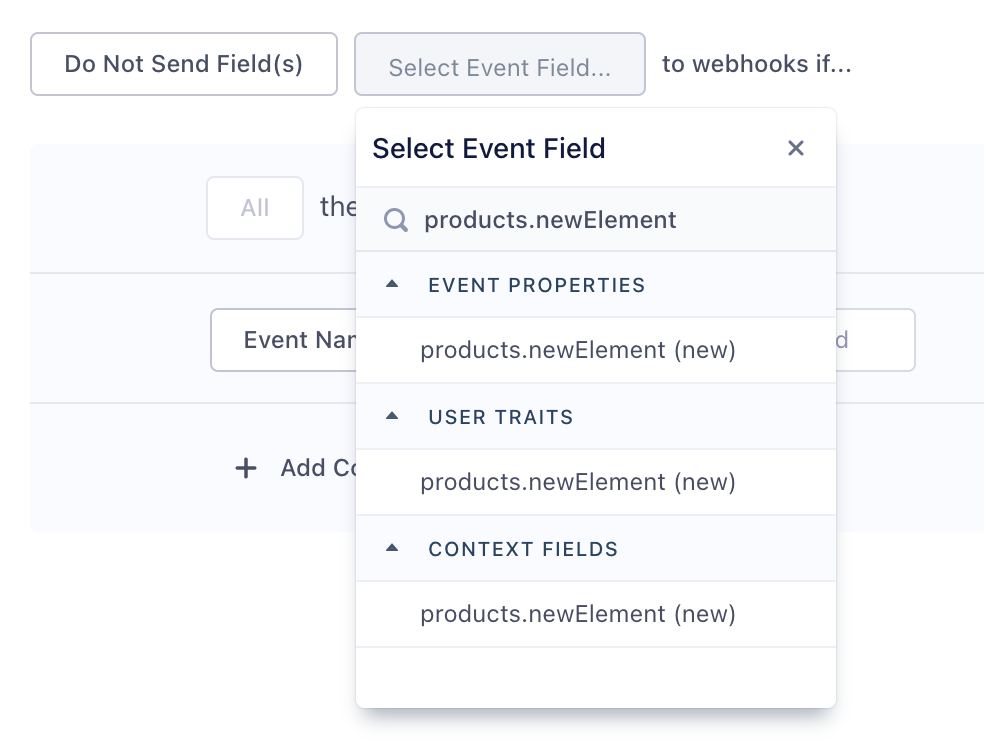 Do Not Send Field(s) Select Event Field... to webhooks if...
Select Event Field
All the
products.newElement
EVENT PROPERTIES
Event Nam
products.newElement (new)
d
USER TRAITS
Add Co
products.newElement (new)
CONTEXT FIELDS
products.newElement (new)